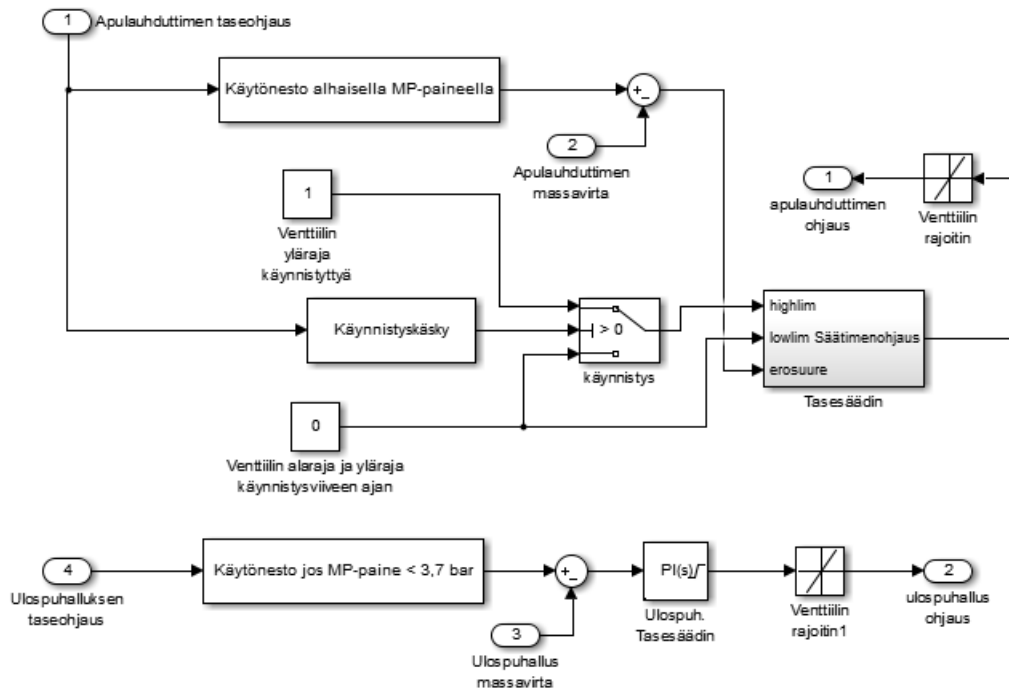 1
Apulauhduttimen taseohjaus
Käytönesto alhaisella MP-paineella
+
_
2
Apulauhduttimen
massavirta
1
Venttiilin
yläraja
käynnistyttyä
1
apulauhduttimen
ohjaus
Venttiilin
rajoitin
Käynnistyskäsky
> 0
käynnistys
highlim
lowlim Säätimenohjaus
erosuure
Tasesäädin
0
Venttiilin alaraja ja yläraja
käynnistysviiveen ajan
4
Ulospuhalluksen
taseohjaus
Käytönesto jos MP-paine < 3,7 bar
+
_
3
Ulospuhallus
massavirta
PI(s)
Ulospuh.
Tasesäädin
Venttiilin
rajoitin1
2
ulospuhallus
ohjaus